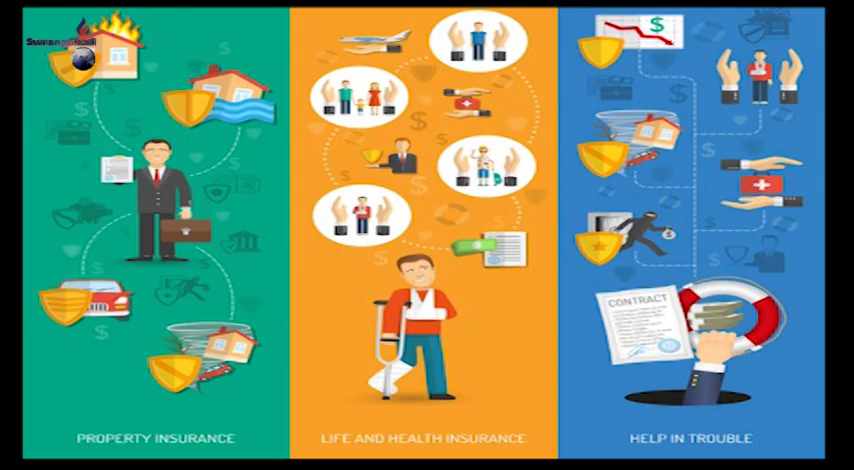 PROPERTY INSURANCE
LIFE AND HEALTH INSURANCE
HELP IN TROUBLE
CONTRACT
$